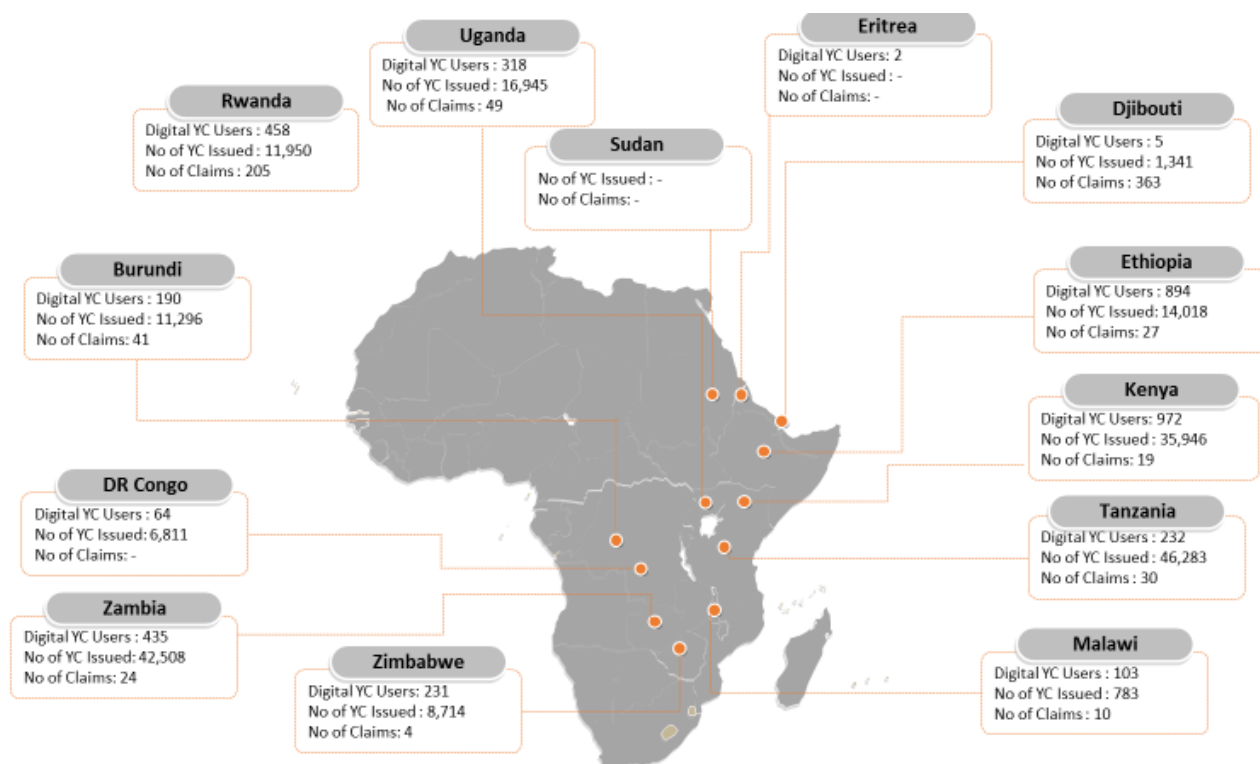 Uganda
Digital YC Users : 318
No of YC Issued : 16,945
No of Claims : 49
Eritrea
Digital YC Users: 2
No of YC Issued : -
No of Claims: -
Rwanda
Digital YC Users : 458
No of YC Issued : 11,950
No of Claims : 205
Sudan
No of YC Issued : -
No of Claims: -
Djibouti
Digital YC Users : 5
No of YC Issued : 1,341
No of Claims : 363
Burundi
Digital YC Users : 190
No of YC Issued : 11,296
No of Claims: 41
Ethiopia
Digital YC Users : 894
No of YC Issued: 14,018
No of Claims : 27
Kenya
Digital YC Users: 972
No of YC Issued : 35,946
No of Claims : 19
DR Congo
Digital YC Users : 64
No of YC Issued :6,811
No of Claims: -
Tanzania
Digital YC Users : 232
No of YC Issued : 46,283
No of Claims : 30
Zambia
Digital YC Users : 435
No of YC Issued: 42,508
No of Claims: 24
Zimbabwe
Digital YC Users: 231
No of YC Issued : 8,714
No of Claims : 4
Malawi
Digital YC Users : 103
No of YC Issued : 783
No of Claims : 10